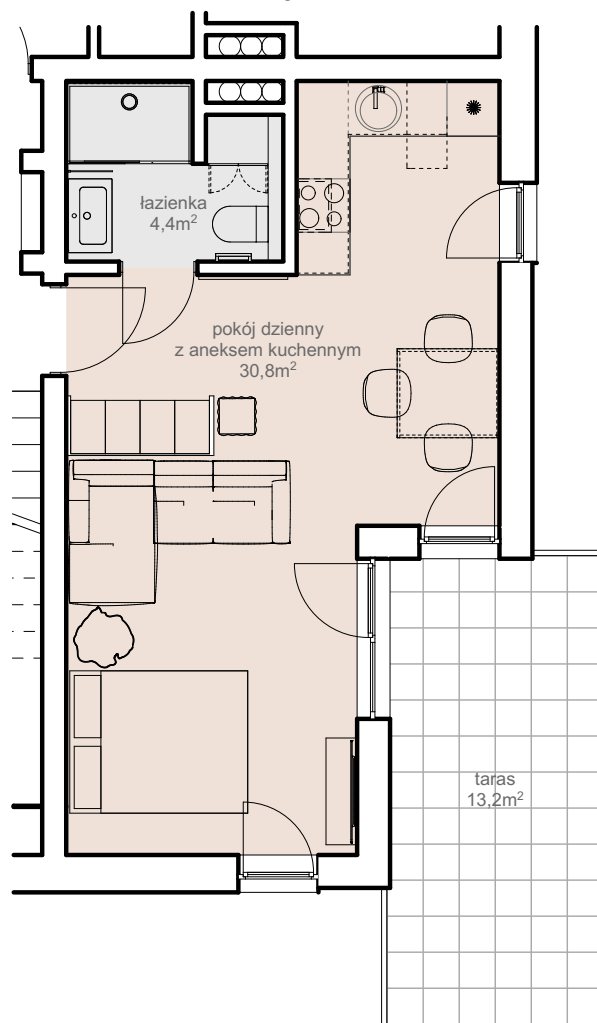 łazienka
4,4m²
pokój dzienny
z aneksem kuchennym
30,8m²
taras
13,2m²